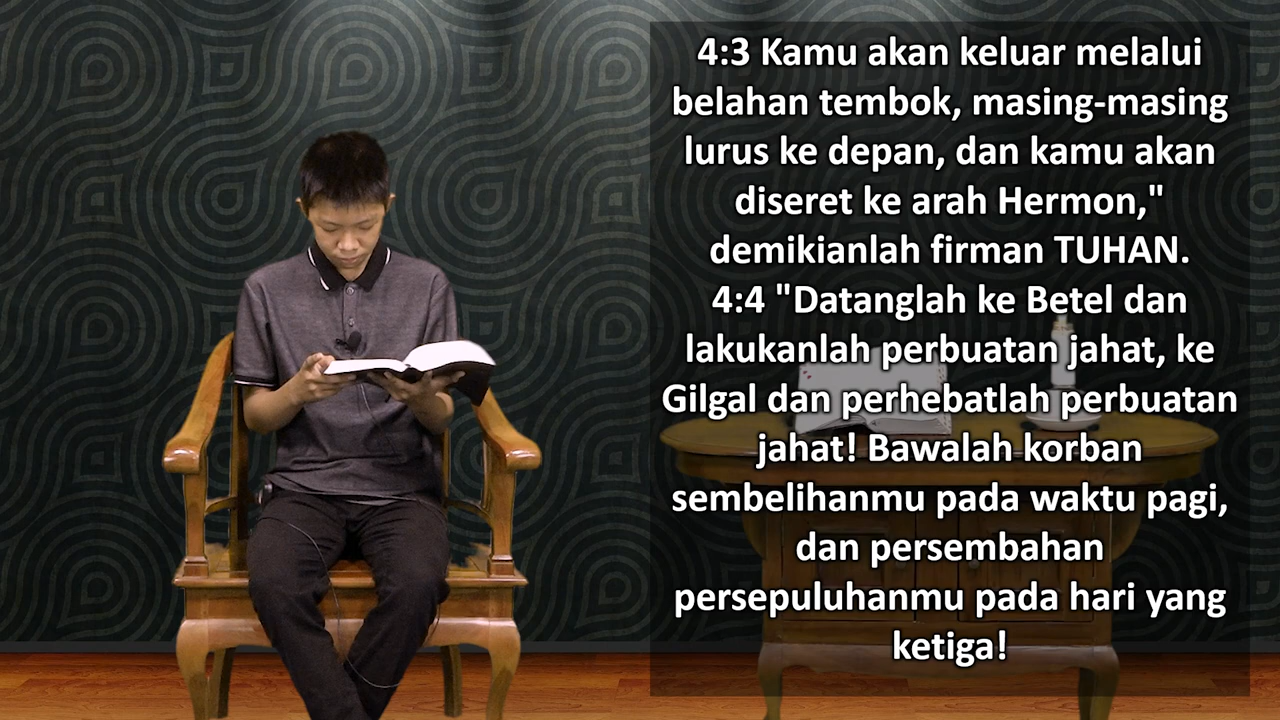 4:3 Kamu akan keluar melalui
belahan tembok, masing-masing
lurus ke depan, dan kamu akan
diseret ke arah Hermon,"
demikianlah firman TUHAN.
4:4 "Datanglah ke Betel dan
lakukanlah perbuatan jahat, ke
Gilgal dan perhebatlah perbuatan
jahat! Bawalah korban
sembelihanmu pada waktu pagi,
dan persembahan
persepuluhanmu pada hari yang
ketiga!